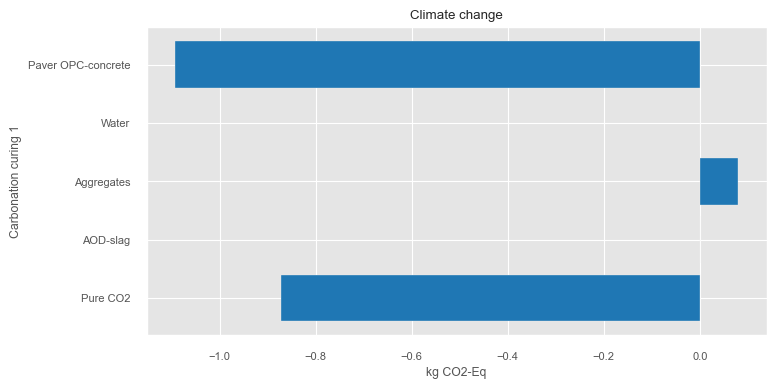 Climate change
Carbonation curing 1
Paver OPC-concrete
Water
Aggregates
AOD-slag
Pure CO2
−1.0 −0.8 −0.6 −0.4 −0.2 0.0
kg CO2-Eq